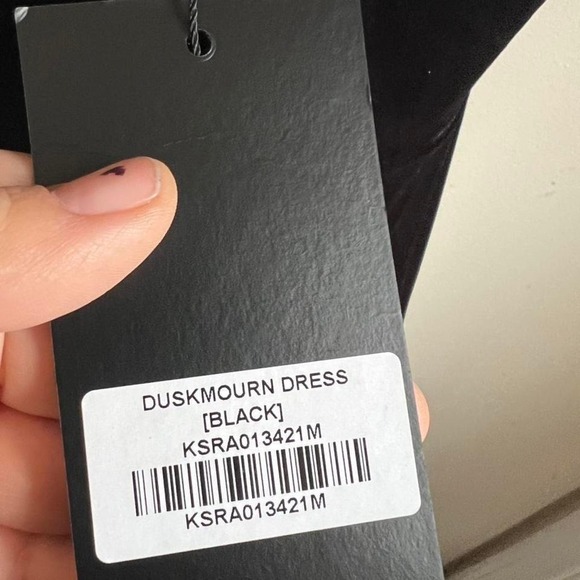 DUSKMOURN DRESS
[BLACK]
KSRA013421M
KSRA013421M